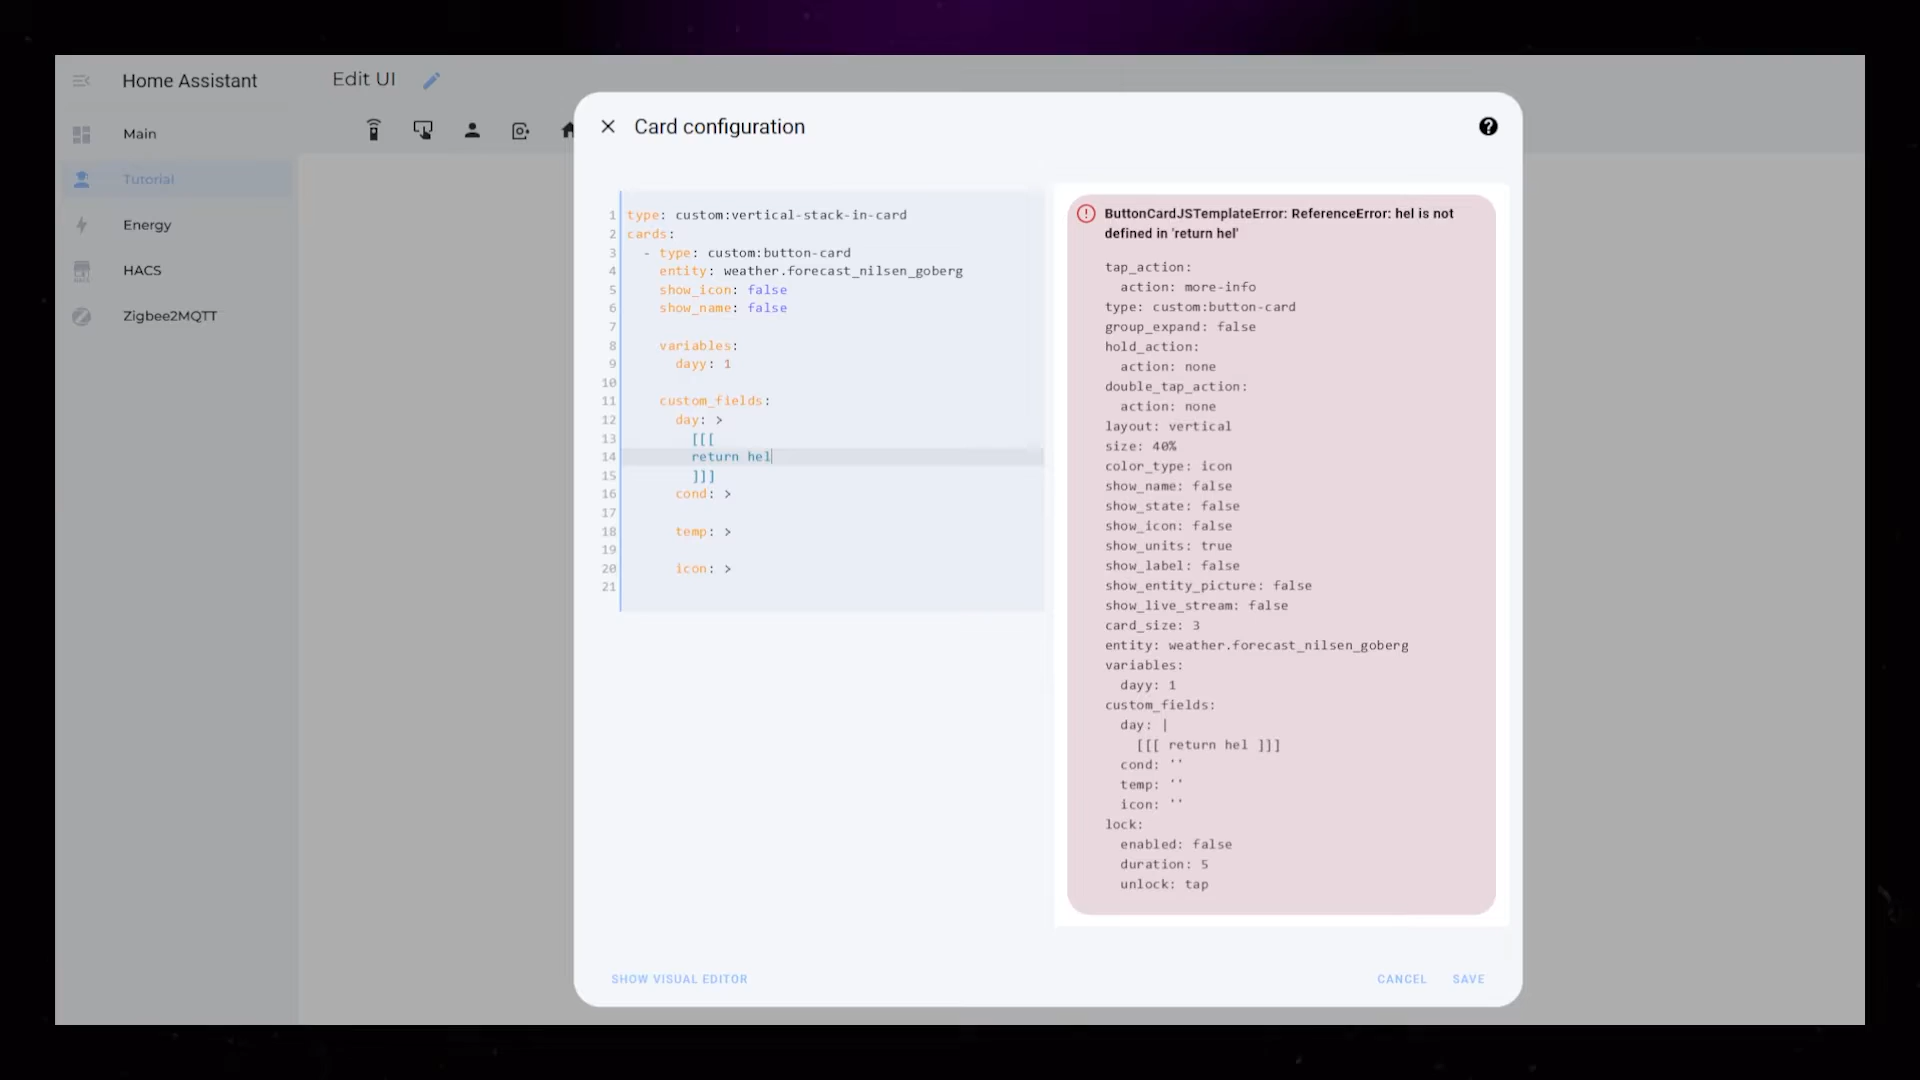 Home Assistant
Edit UI
Main
Tutorial
Energy
HACS
Zigbee2MQTT
Card configuration
1 type: custom:vertical-stack-in-card
2 cards:
3 - type: custom:button-card
4 entity: weather.forecast_nilsen_goberg
5 show_icon: false
6 show_name: false
7
8 variables:
9 dayy: 1
10
11 custom_fields:
12 day: >
13 [[[
14 return hel
15 ]]]
16 cond: >
17
18 temp: >
19
20 icon: >
21
ButtonCardJSTemplateError: ReferenceError: hel is not
defined in 'return hel'
tap_action:
action: more-info
type: custom:button-card
group_expand: false
hold_action:
action: none
double_tap_action:
action: none
layout: vertical
size: 40%
color_type: icon
show_name: false
show_state: false
show_icon: false
show_units: true
show_label: false
show_entity_picture: false
show_live_stream: false
card_size: 3
entity: weather.forecast_nilsen_goberg
variables:
dayy: 1
custom_fields:
day: |
[[[ return hel ]]]
cond: ''
temp: ''
icon: ''
lock:
enabled: false
duration: 5
unlock: tap
SHOW VISUAL EDITOR
CANCEL
SAVE